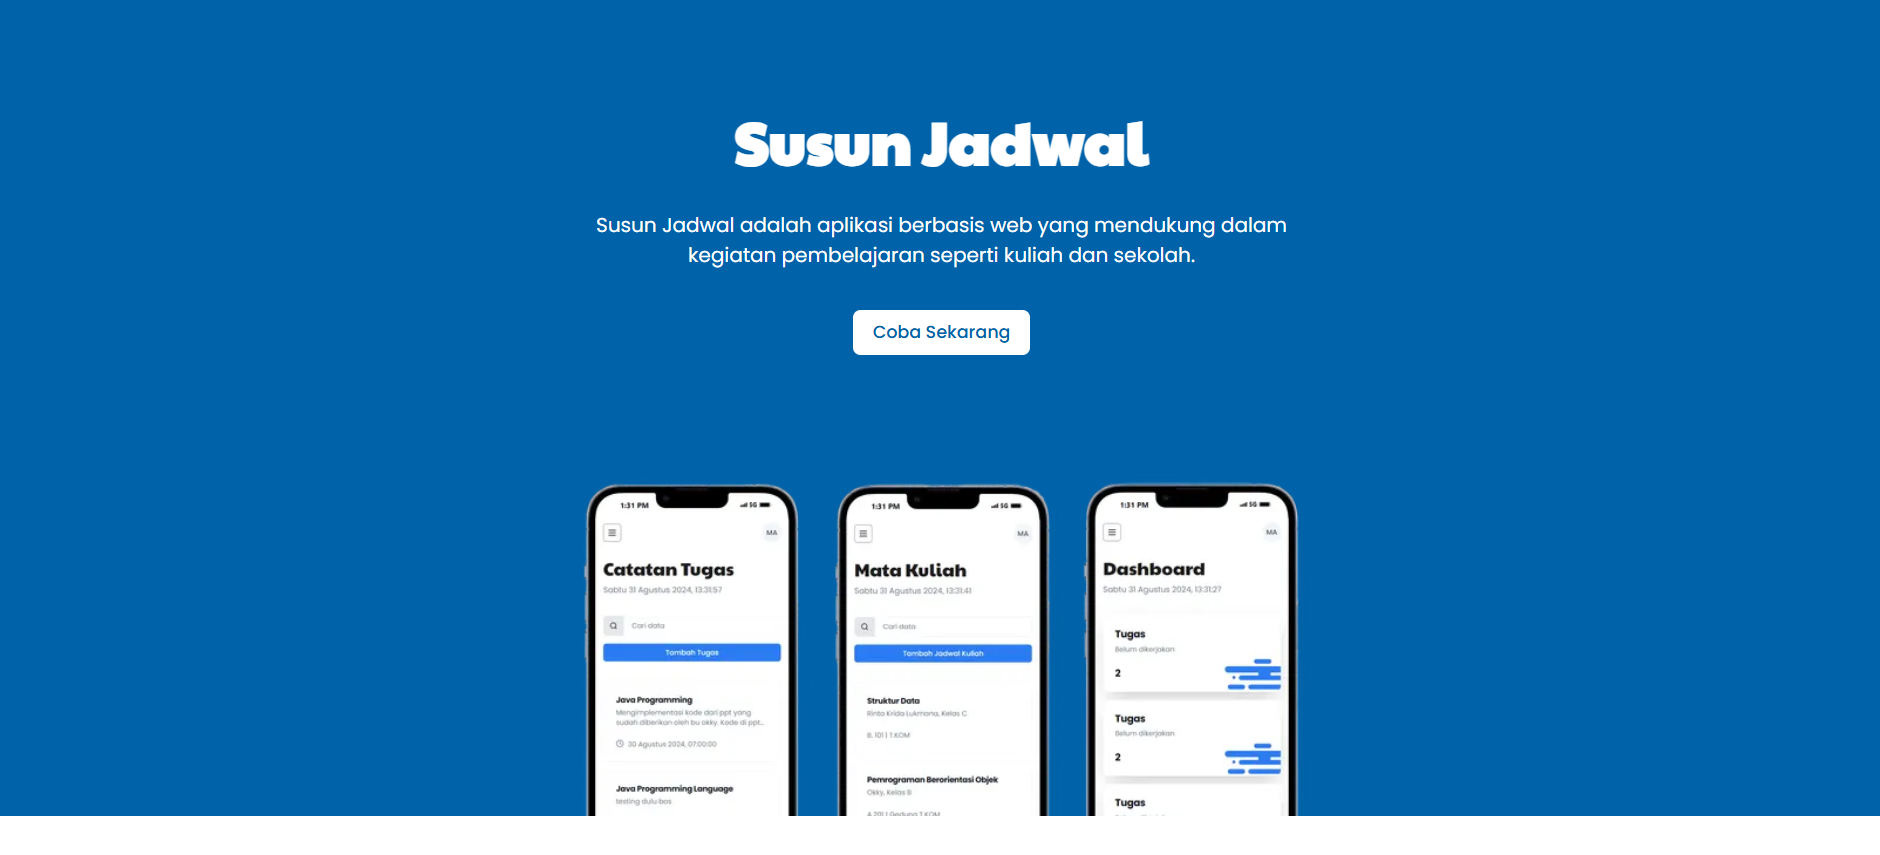 Susun Jadwal
Susun Jadwal adalah aplikasi berbasis web yang mendukung dalam
kegiatan pembelajaran seperti kuliah dan sekolah.
Coba Sekarang
1:31 PM
5G
MA
Catatan Tugas
Sabtu 31 Agustus 2024, 13:31:57
Cari data
Tambah Tugas
Java Programming
Mengimplementasi kode dari ppt yang
sudah diberikan oleh bu okky. Kode di ppt...
30 Agustus 2024, 07:00:00
Java Programming Language
testing dulu bos
1:31 PM
5G
MA
Mata Kuliah
Sabtu 31 Agustus 2024, 13:31:41
Cari data
Tambah Jadwal Kuliah
Struktur Data
Rinta Krida Lukmana, Kelas C
B. 101 | T.KOM
Pemrograman Berorientasi Objek
Okky, Kelas B
A 201 | Gedung T.KOM
1:31 PM
5G
MA
Dashboard
Sabtu 31 Agustus 2024, 13:31:27
Tugas
Belum dikerjakan
2
Tugas
Belum dikerjakan
2
Tugas